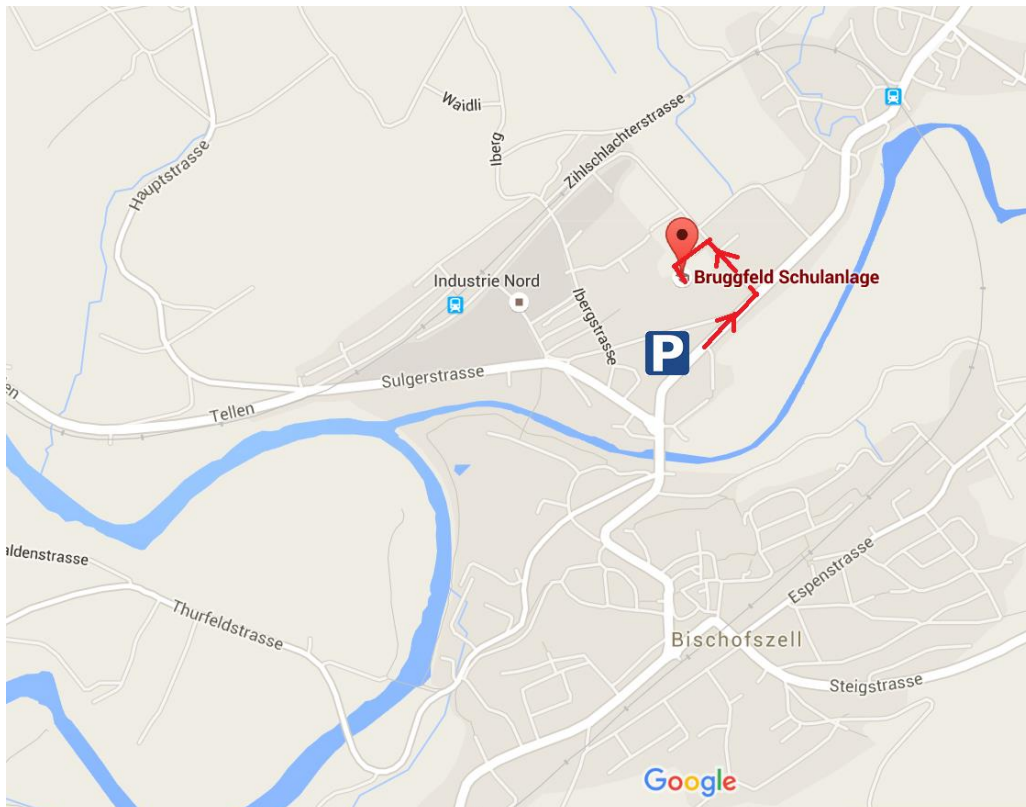 Waidli
Iberg
Zihlschlachterstrasse
Hauptstrasse
Bruggfeld Schulanlage
Industrie Nord
Ibergstrasse
P
Sulgerstrasse
Tellen
aldenstrasse
Thurfeldstrasse
Espenstrasse
Bischofszell
Steigstrasse
Google